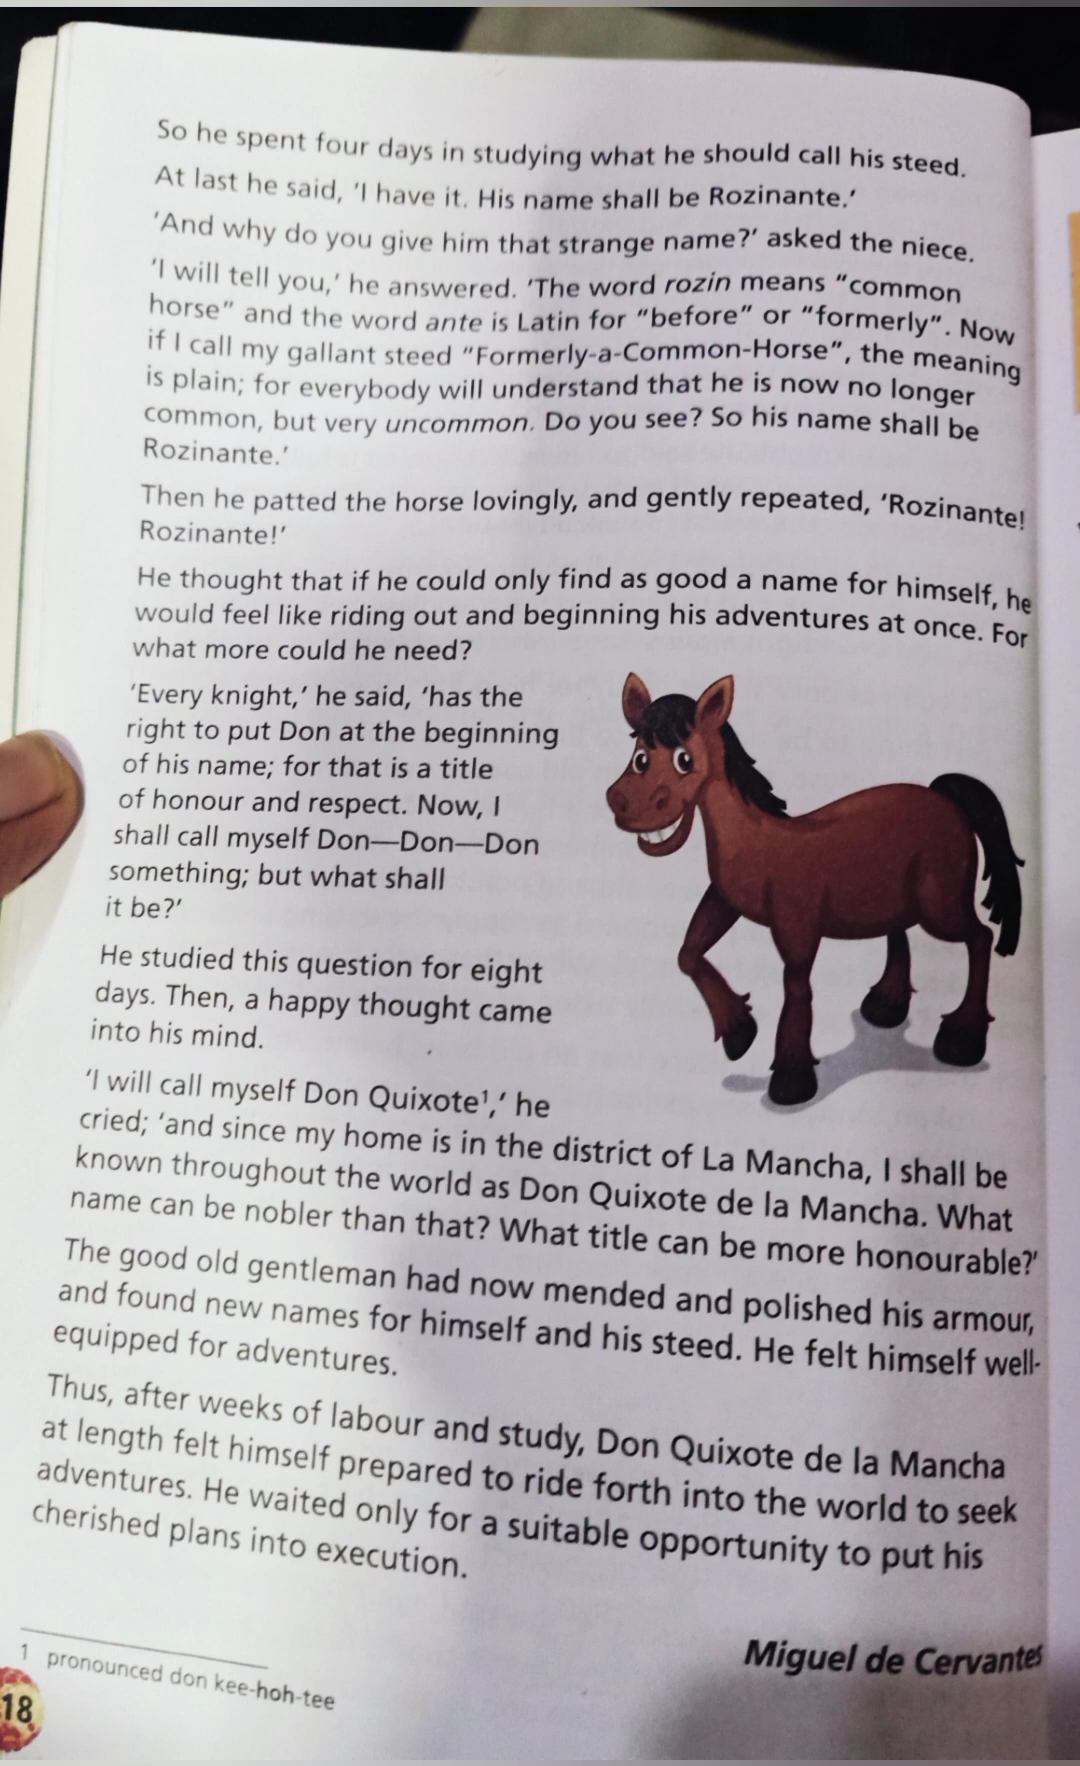 So he spent four days in studying what he should call his steed.
At last he said, ‘I have it. His name shall be Rozinante.’
‘And why do you give him that strange name?’ asked the niece.
‘I will tell you,’ he answered. ‘The word rozin means “common
horse” and the word ante is Latin for “before” or “formerly”. Now
if I call my gallant steed “Formerly-a-Common-Horse”, the meaning
is plain; for everybody will understand that he is now no longer
common, but very uncommon. Do you see? So his name shall be
Rozinante.’
Then he patted the horse lovingly, and gently repeated, ‘Rozinante!
Rozinante!’
He thought that if he could only find as good a name for himself, he
would feel like riding out and beginning his adventures at once. For
what more could he need?
‘Every knight,’ he said, ‘has the
right to put Don at the beginning
of his name; for that is a title
of honour and respect. Now, I
shall call myself Don—Don—Don
something; but what shall
it be?’
He studied this question for eight
days. Then, a happy thought came
into his mind.
‘I will call myself Don Quixote¹,’ he
cried; ‘and since my home is in the district of La Mancha, I shall be
known throughout the world as Don Quixote de la Mancha. What
name can be nobler than that? What title can be more honourable?’
The good old gentleman had now mended and polished his armour,
and found new names for himself and his steed. He felt himself well-
equipped for adventures.
Thus, after weeks of labour and study, Don Quixote de la Mancha
at length felt himself prepared to ride forth into the world to seek
adventures. He waited only for a suitable opportunity to put his
cherished plans into execution.
Miguel de Cervantes
1 pronounced don kee-hoh-tee
18